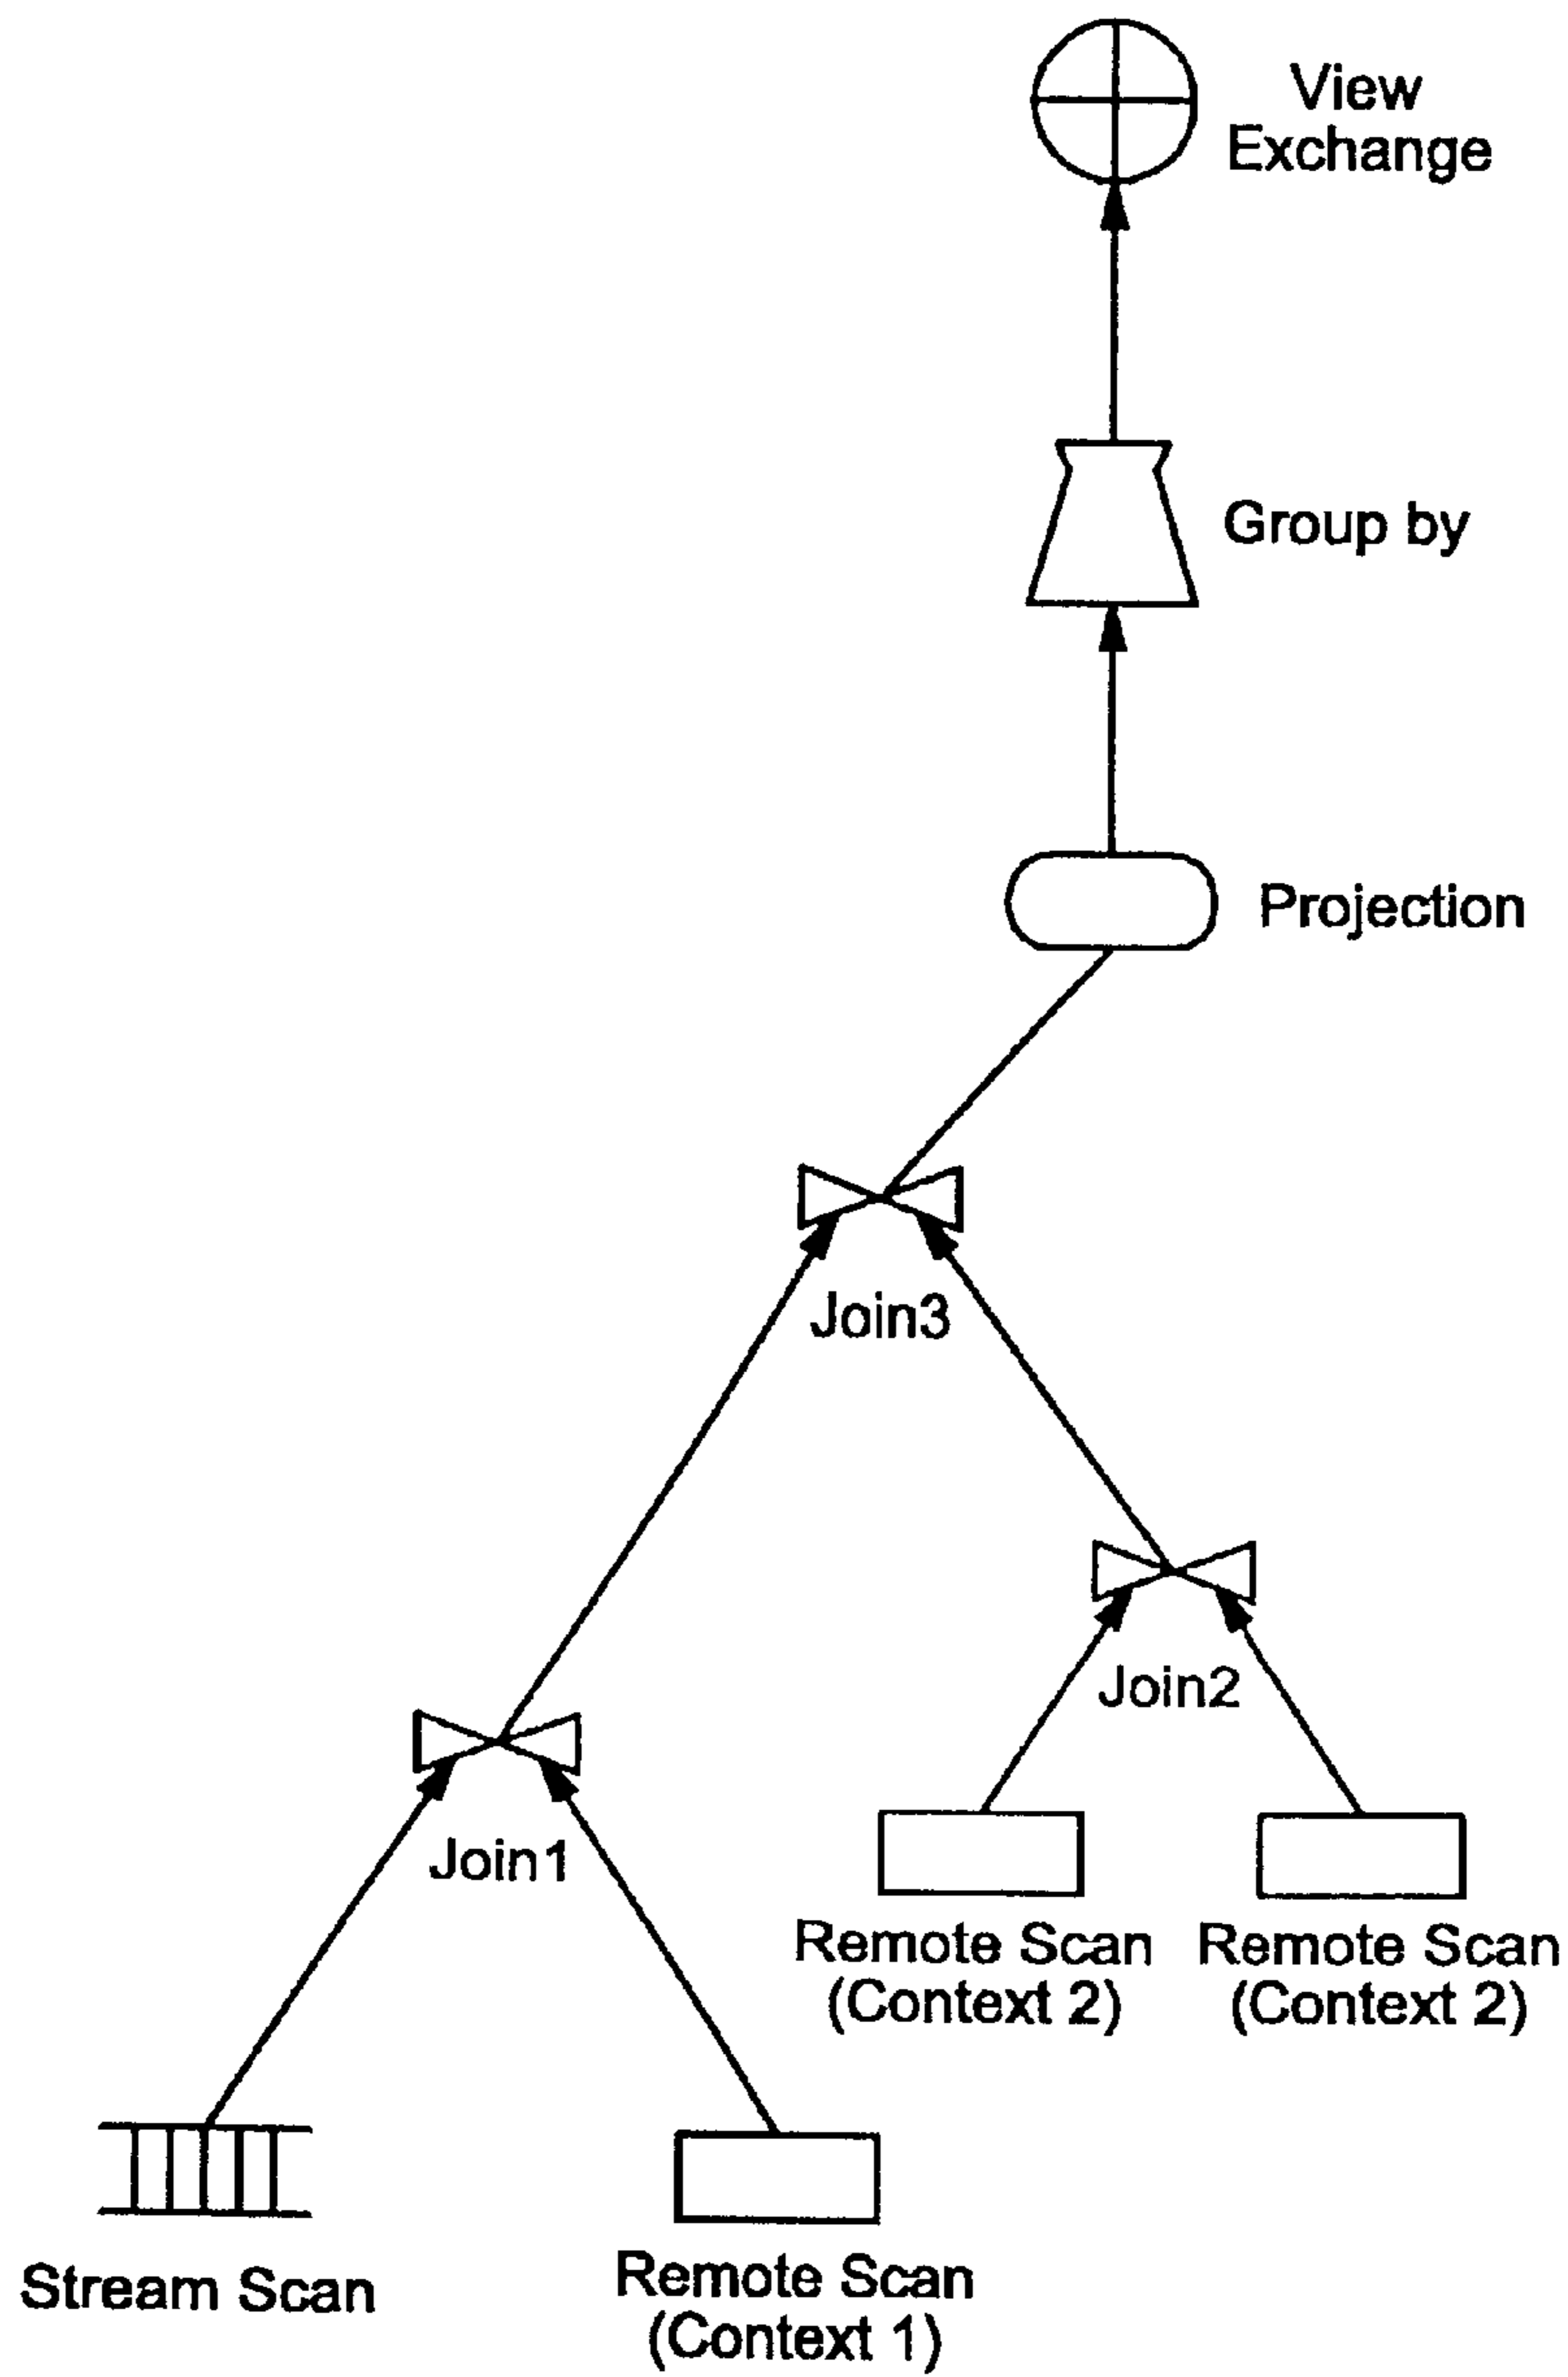 View
Exchange
Group by
Projection
Join3
Join2
Join1
Remote Scan
(Context 2)
Remote Scan
(Context 2)
Stream Scan
Remote Scan
(Context 1)